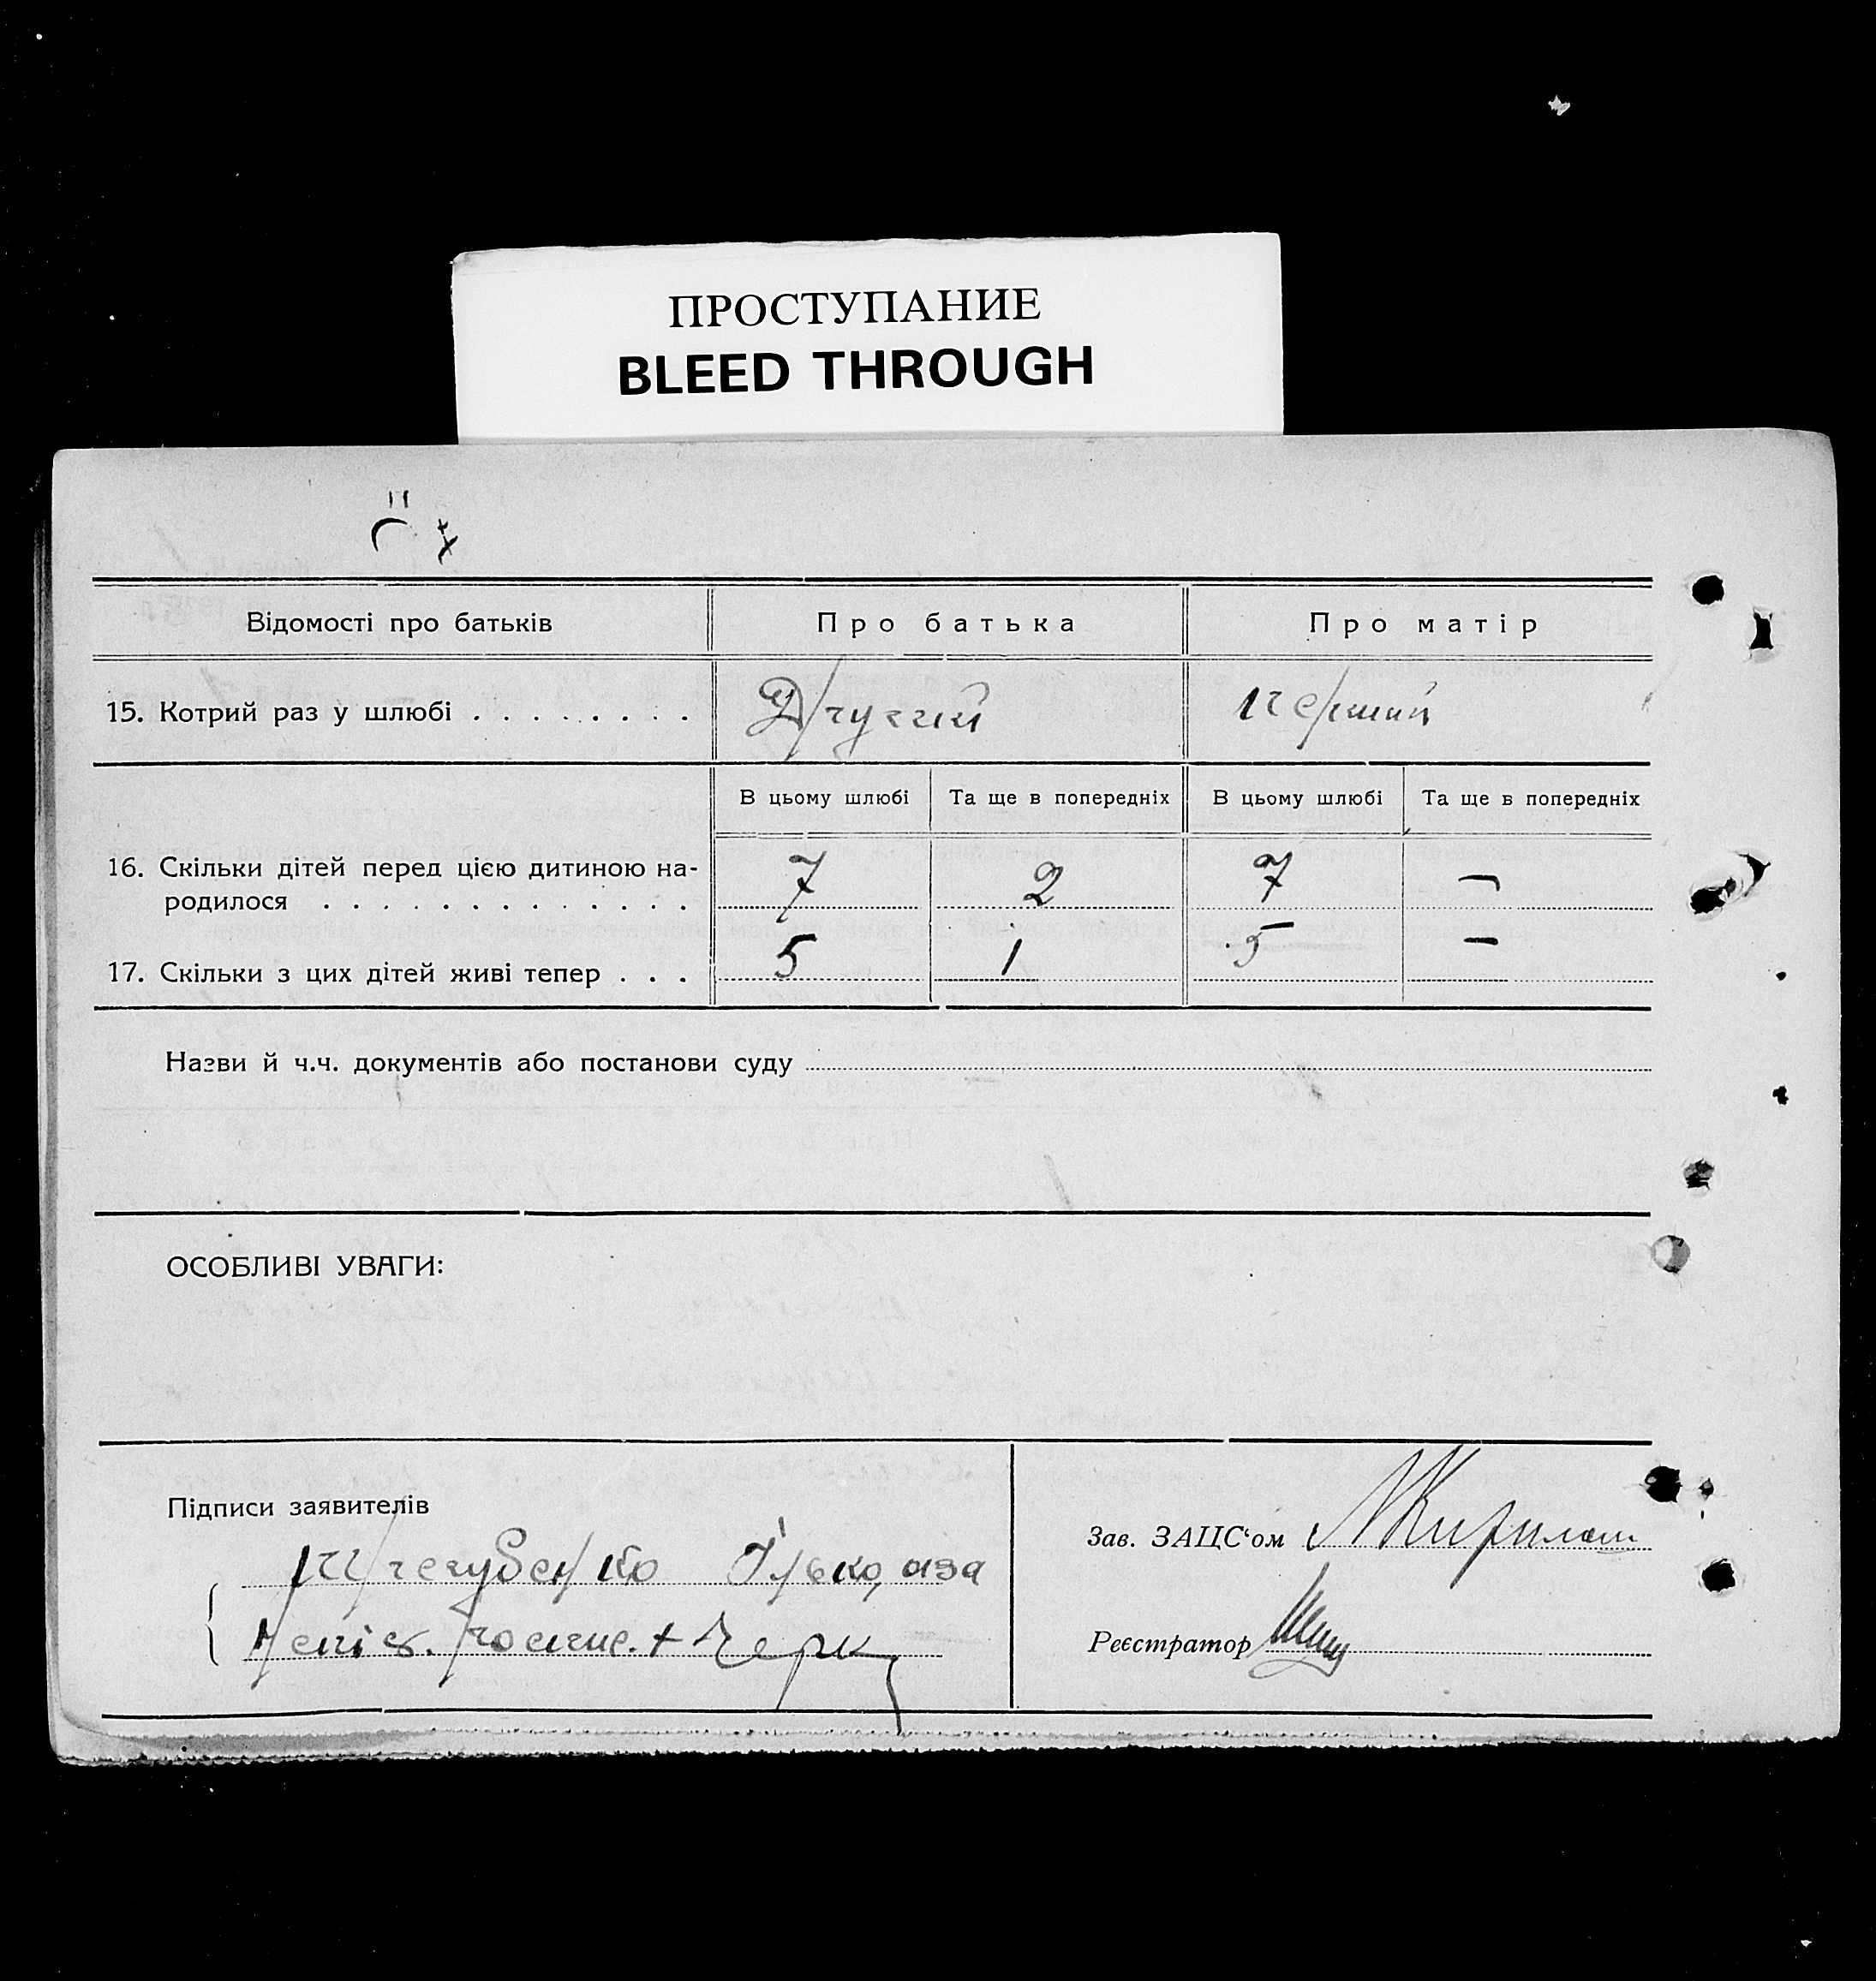 ПРОСТУПАНИЕ
BLEED THROUGH
Відомості про батьків Про батька Про матір
15. Котрий раз у шлюбі . . . . . . . . Другий перший
В цьому шлюбі Та ще в попередніх В цьому шлюбі Та ще в попередніх
16. Скільки дітей перед цією дитиною на-
родилося . . . . . . . . . . . . . 7 2 7 —
17. Скільки з цих дітей живі тепер . . . 5 1 5 —
Назви й ч.ч. документів або постанови суду
ОСОБЛИВІ УВАГИ:
Підписи заявителів
Зав. ЗАЦС‘ом
Реєстратор